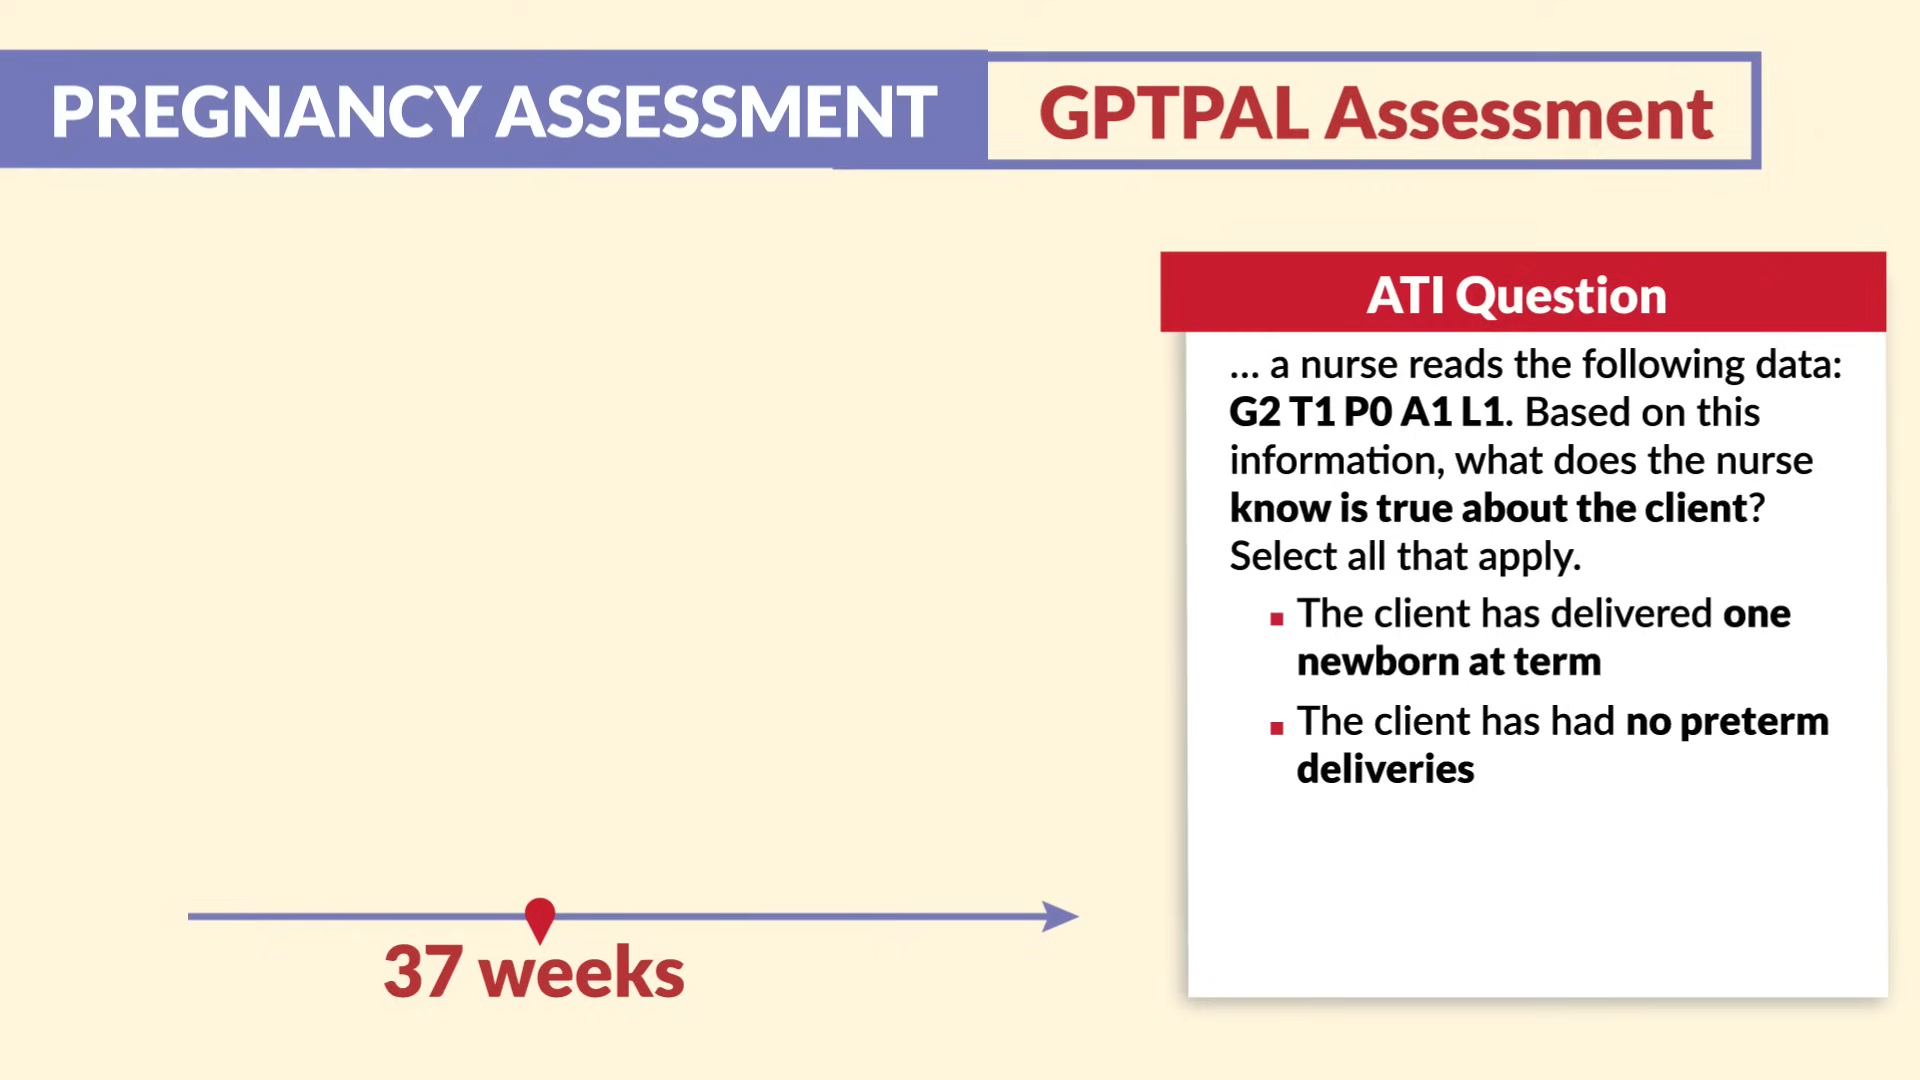 PREGNANCY ASSESSMENT
GPTPAL Assessment
ATI Question
... a nurse reads the following data:
G2 T1 P0 A1 L1. Based on this
information, what does the nurse
know is true about the client?
Select all that apply.
▪ The client has delivered one
newborn at term
▪ The client has had no preterm
deliveries
37 weeks